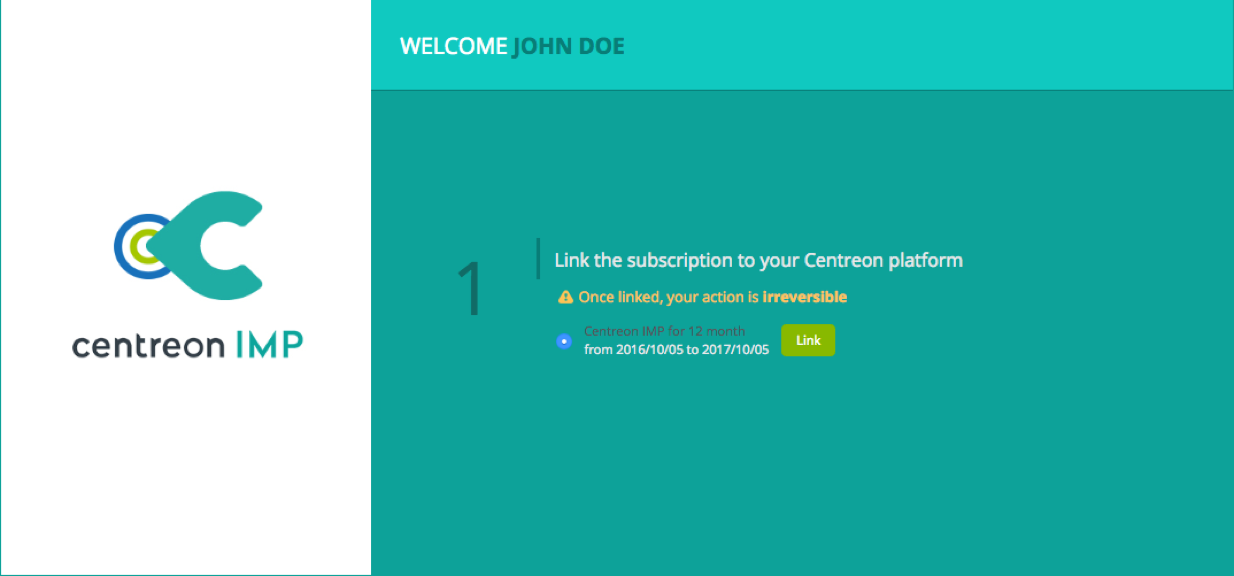 WELCOME JOHN DOE
centreon IMP
1
Link the subscription to your Centreon platform
Once linked, your action is irreversible
Centreon IMP for 12 month
from 2016/10/05 to 2017/10/05
Link